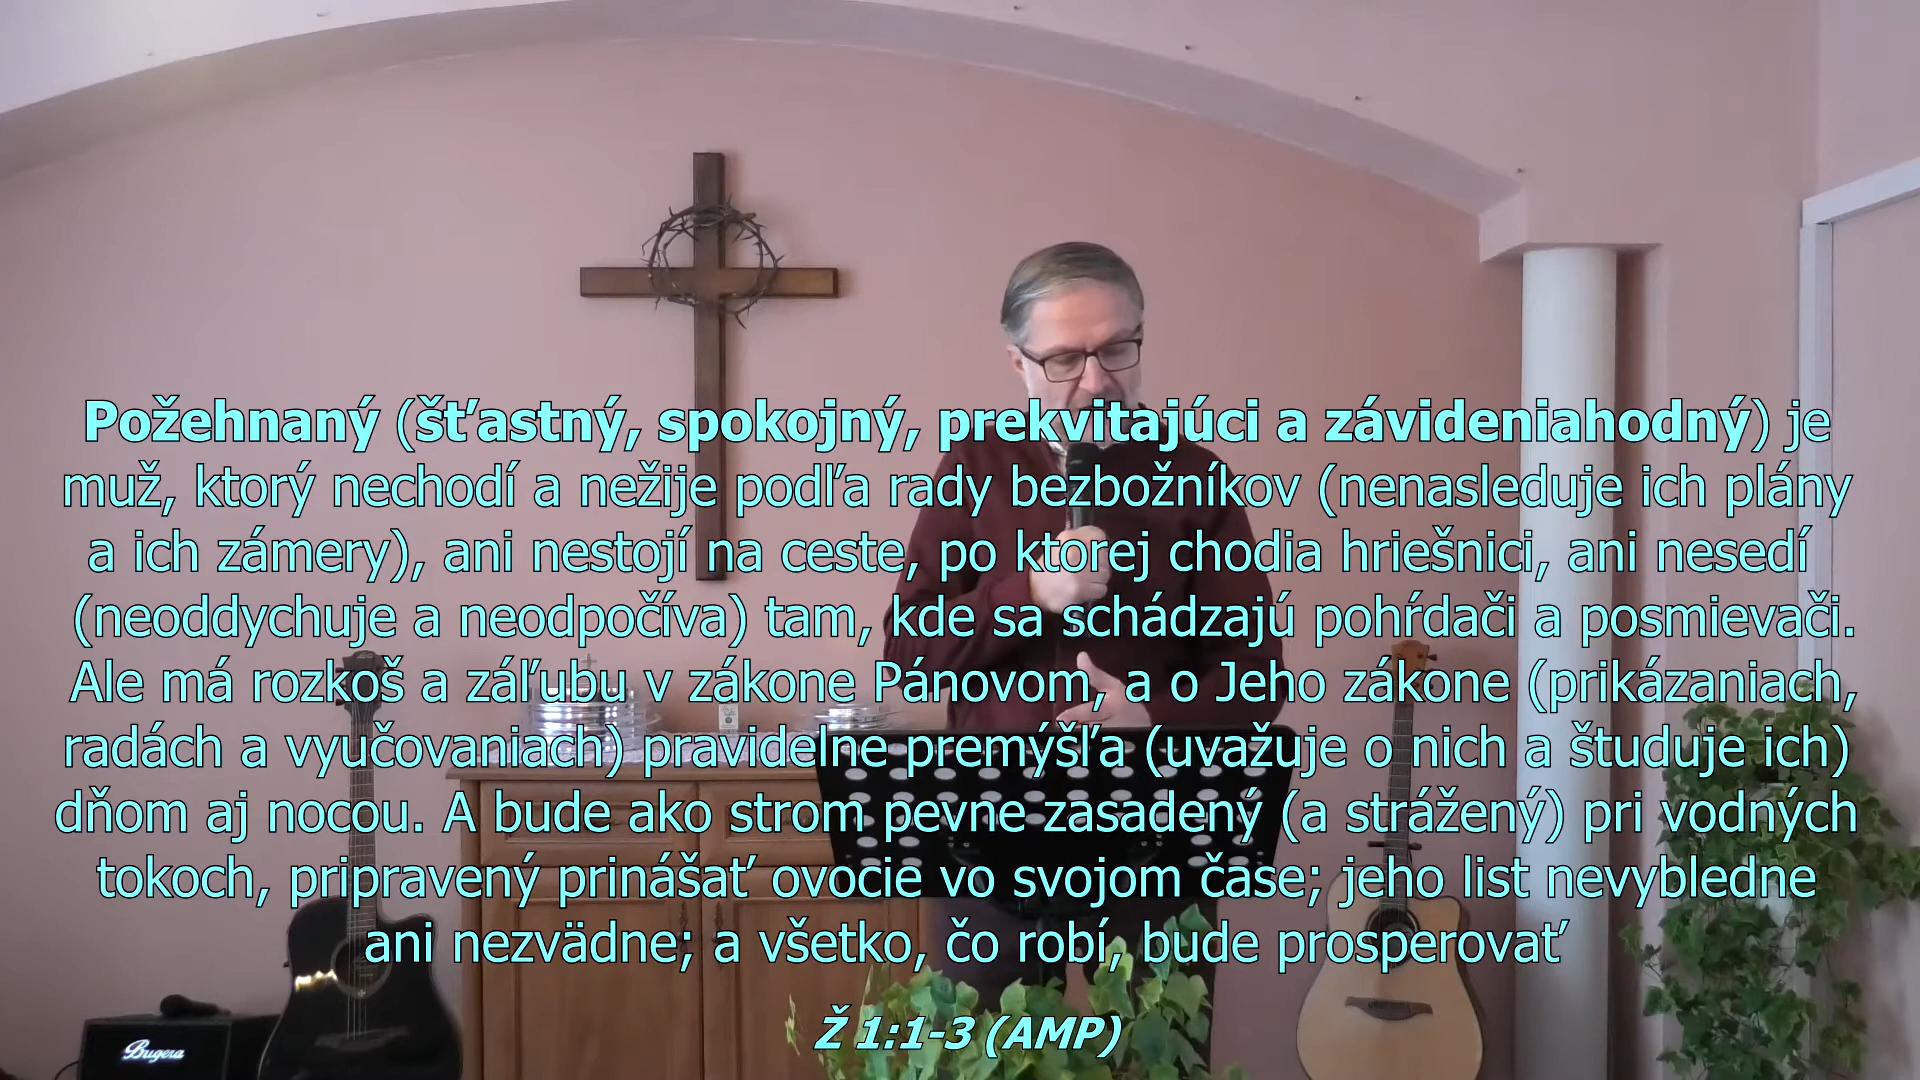 Požehnaný (šťastný, spokojný, prekvitajúci a závideniahodný) je
muž, ktorý nechodí a nežije podľa rady bezbožníkov (nenasleduje ich plány
a ich zámery), ani nestojí na ceste, po ktorej chodia hriešnici, ani nesedí
(neoddychuje a neodpočíva) tam, kde sa schádzajú pohŕdači a posmievači.
Ale má rozkoš a záľubu v zákone Pánovom, a o Jeho zákone (prikázaniach,
radách a vyučovaniach) pravidelne premýšľa (uvažuje o nich a študuje ich)
dňom aj nocou. A bude ako strom pevne zasadený (a strážený) pri vodných
tokoch, pripravený prinášať ovocie vo svojom čase; jeho list nevybledne
ani nezvädne; a všetko, čo robí, bude prosperovať
Ž 1:1-3 (AMP)
Bugera